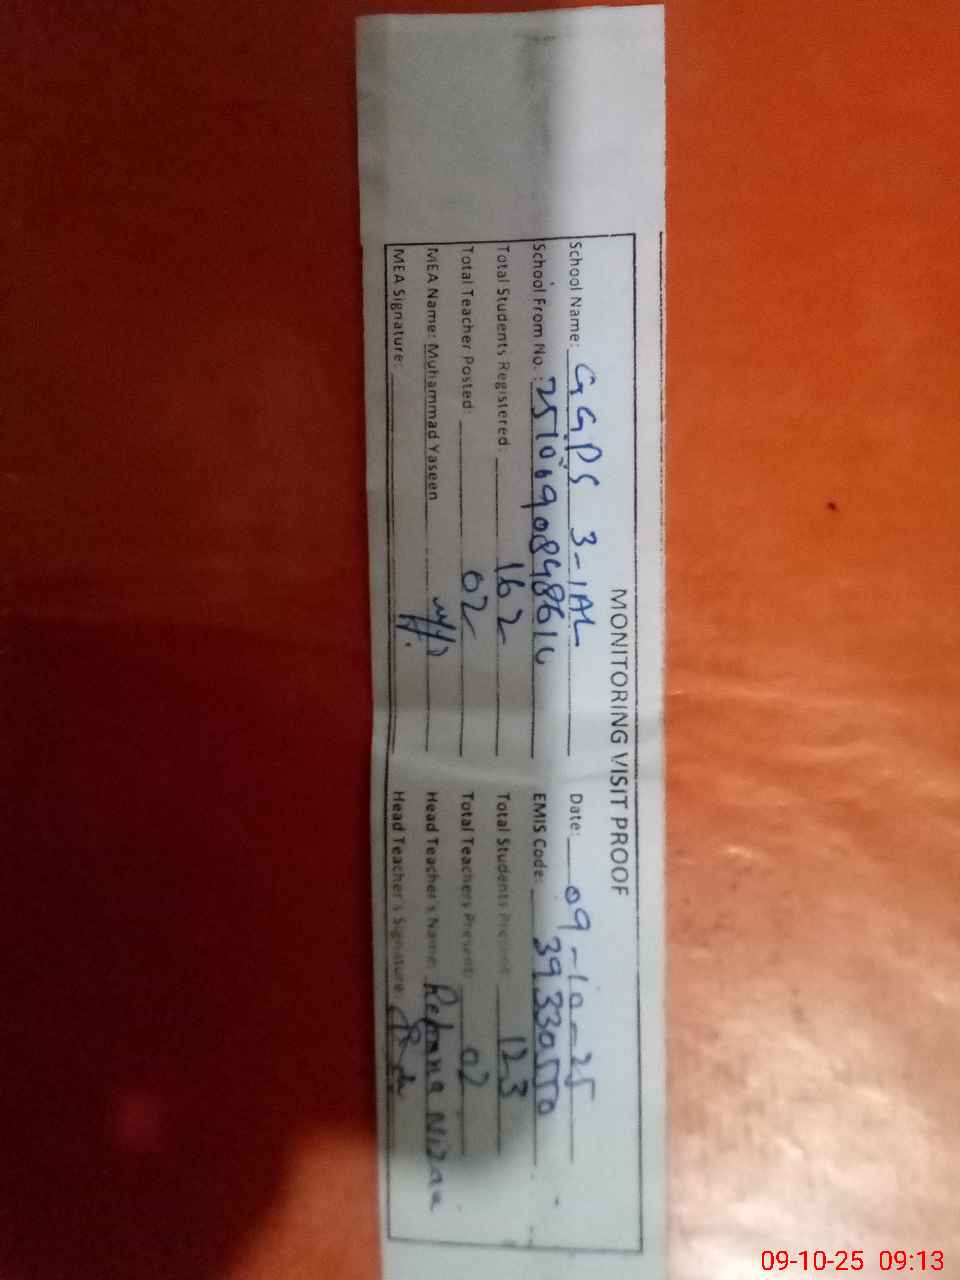 MONITORING VISIT PROOF
School Name: GGPS 3-1AL Date: 09-10-25
School From No.: EMIS Code: 39330550
Total Students Registered: 162 Total Students Present: 123
Total Teacher Posted: 02 Total Teachers Present: 02
MEA Name: Muhammad Yaseen Head Teacher's Name:
MEA Signature: Head Teacher's Signature:
09-10-25 09:13